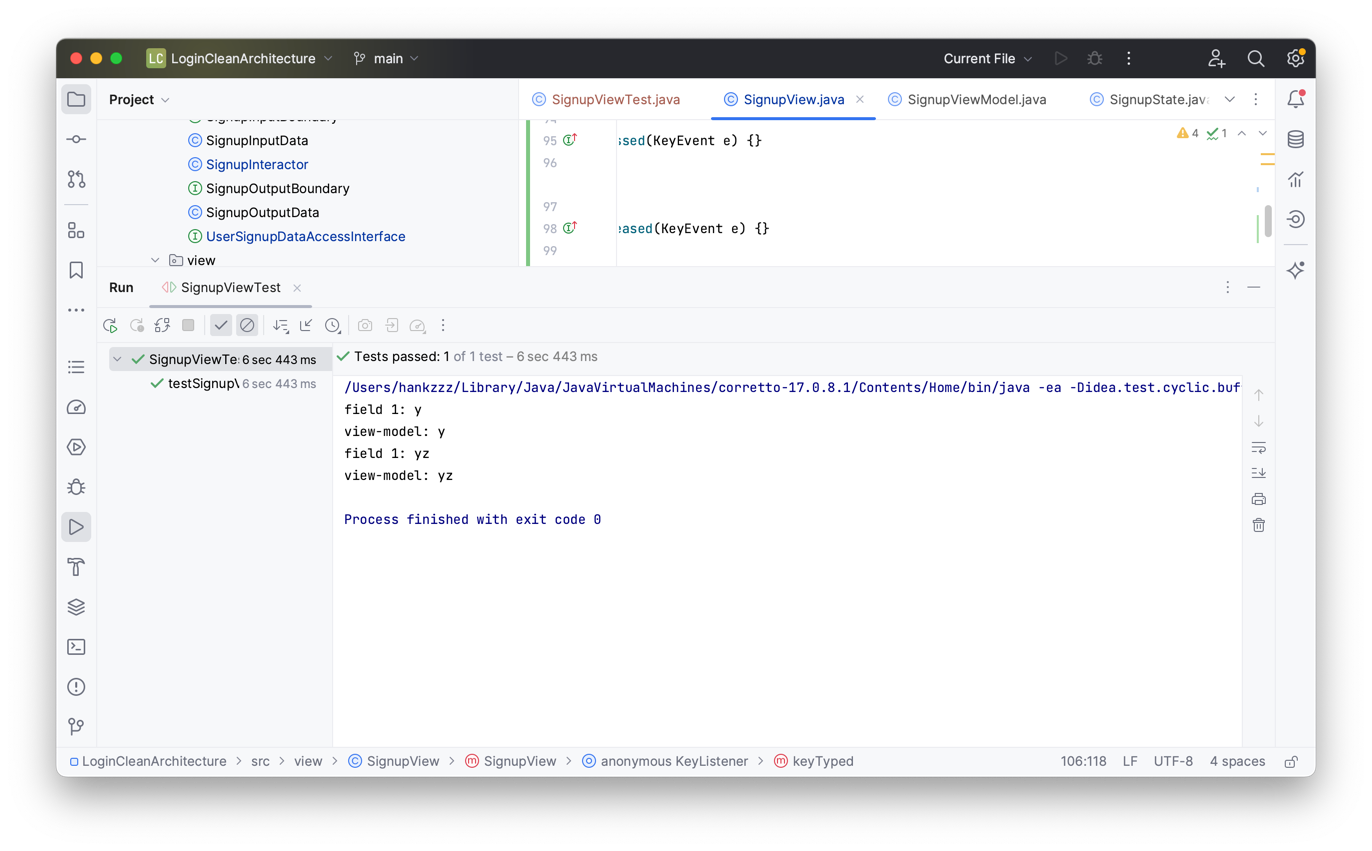 LC LoginCleanArchitecture main Current File
Project
SignupViewTest.java SignupView.java SignupViewModel.java SignupState.jav
SignupInputBoundary
SignupInputData
SignupInteractor
SignupOutputBoundary
SignupOutputData
UserSignupDataAccessInterface
view
95 ssed(KeyEvent e) {} 4 1
96
97
98 eased(KeyEvent e) {}
99
Run SignupViewTest
SignupViewTe: 6 sec 443 ms
testSignup\ 6 sec 443 ms
Tests passed: 1 of 1 test – 6 sec 443 ms
/Users/hankzzz/Library/Java/JavaVirtualMachines/corretto-17.0.8.1/Contents/Home/bin/java -ea -Didea.test.cyclic.buf
field 1: y
view-model: y
field 1: yz
view-model: yz
Process finished with exit code 0
LoginCleanArchitecture > src > view > SignupView > SignupView > anonymous KeyListener > keyTyped 106:118 LF UTF-8 4 spaces